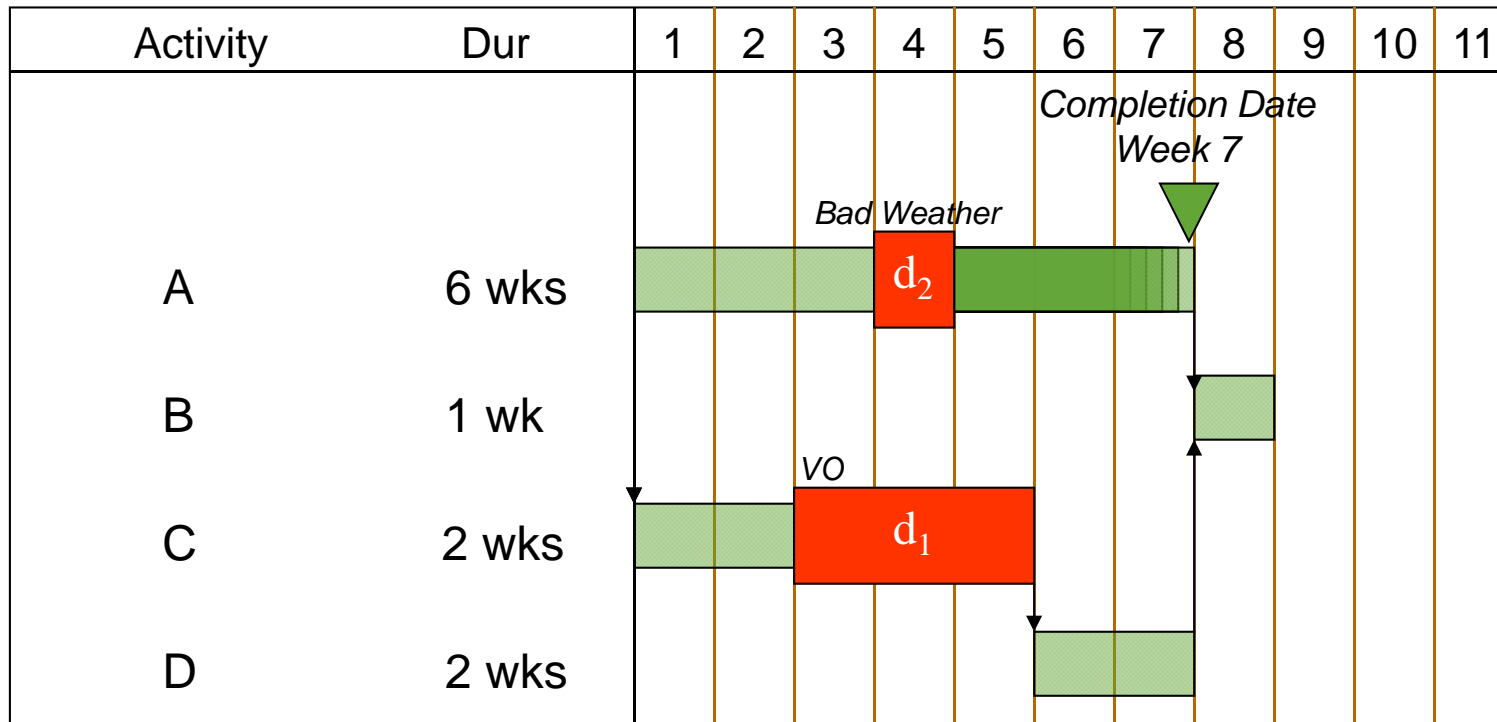 Activity Dur 1 2 3 4 5 6 7 8 9 10 11
Completion Date
Week 7
Bad Weather
A 6 wks d₂
B 1 wk
VO
C 2 wks d₁
D 2 wks